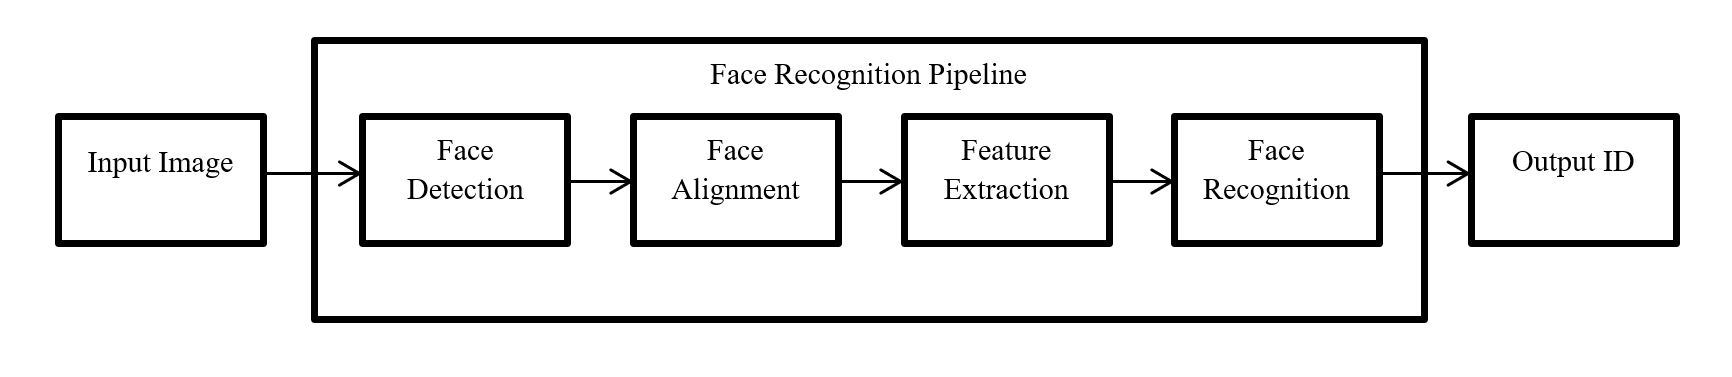 Face Recognition Pipeline
Input Image
Face
Detection
Face
Alignment
Feature
Extraction
Face
Recognition
Output ID